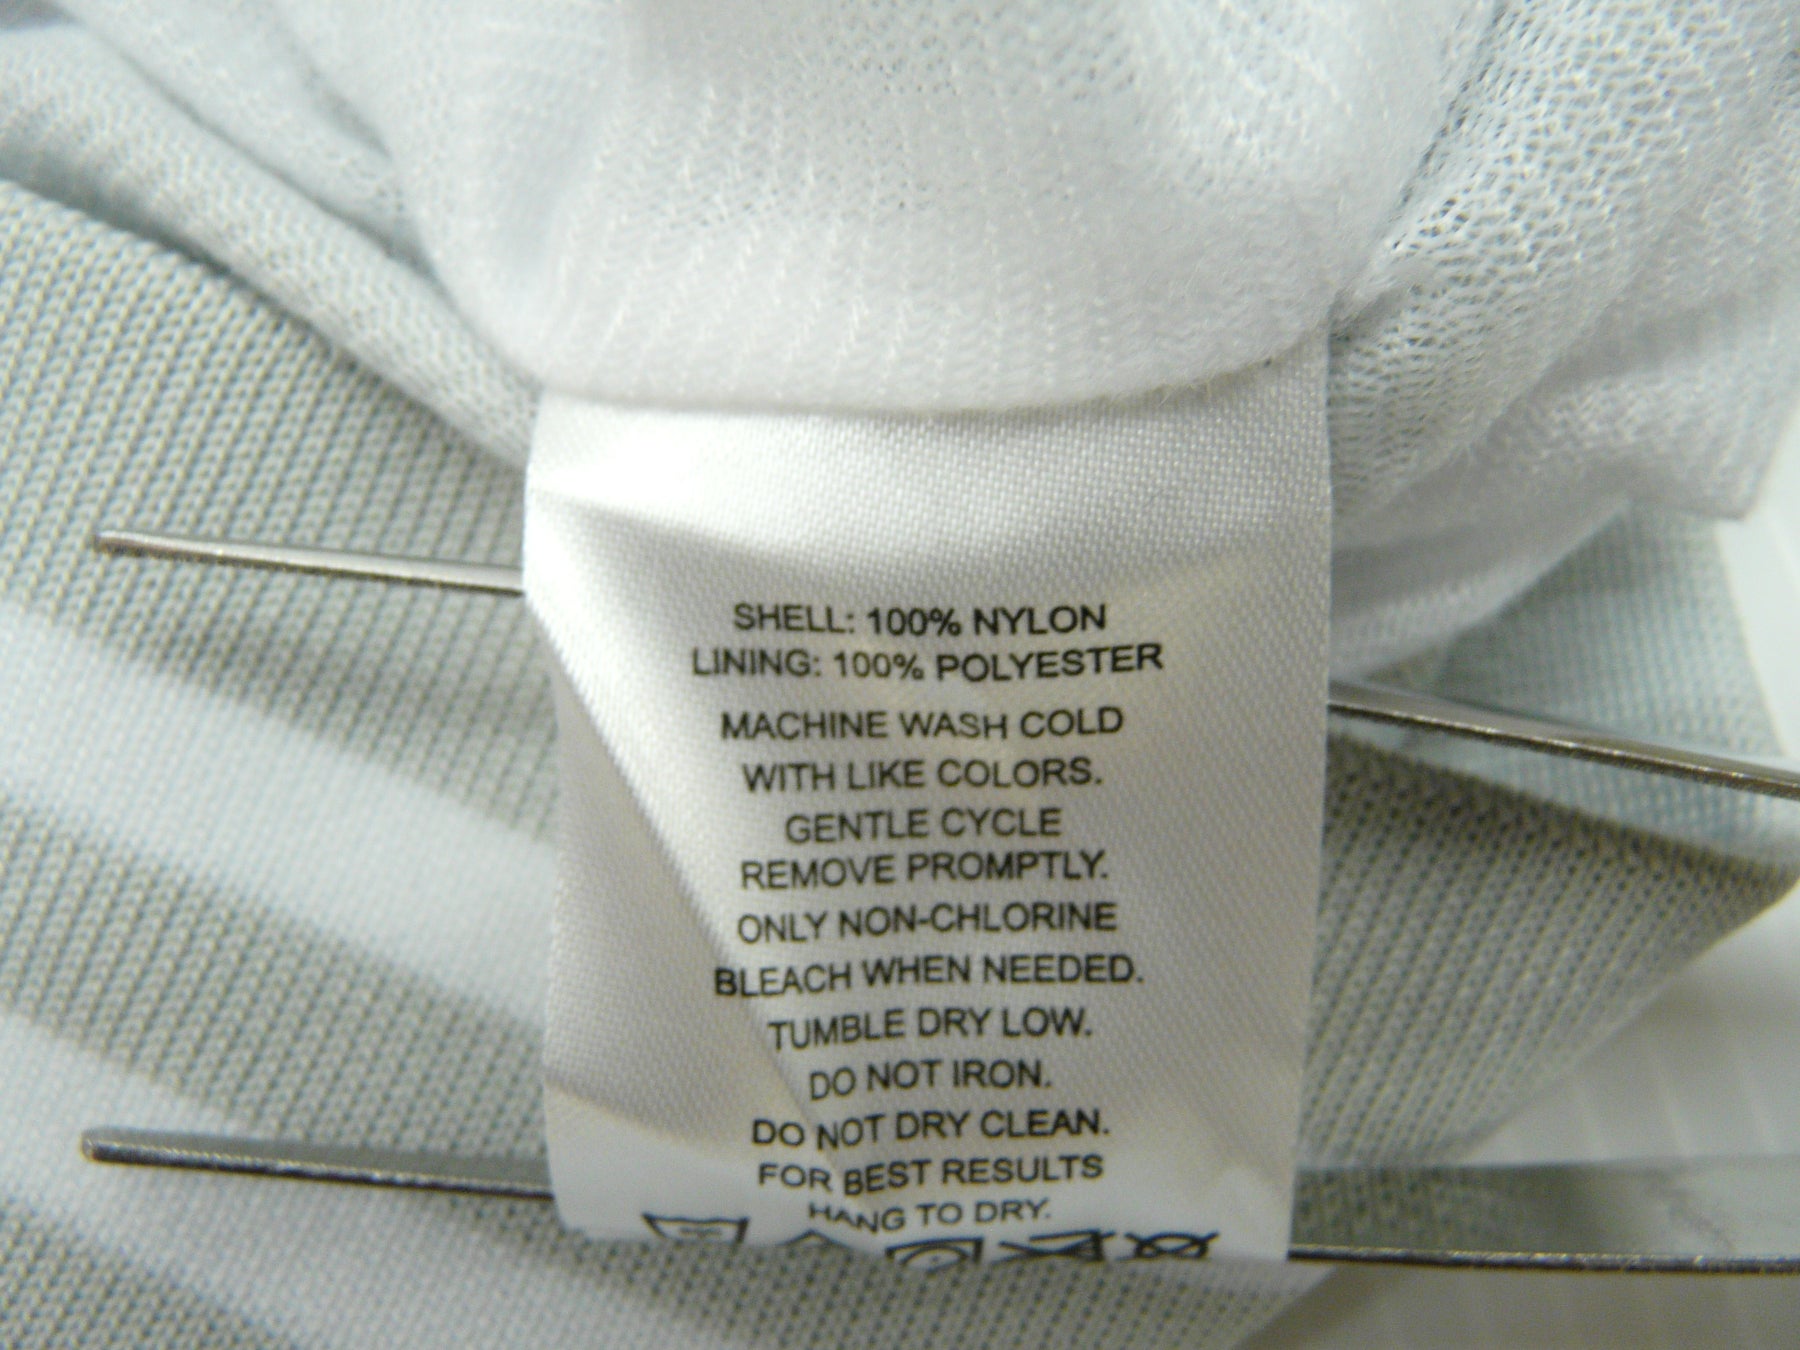 SHELL: 100% NYLON
LINING: 100% POLYESTER
MACHINE WASH COLD
WITH LIKE COLORS.
GENTLE CYCLE
REMOVE PROMPTLY.
ONLY NON-CHLORINE
BLEACH WHEN NEEDED.
TUMBLE DRY LOW.
DO NOT IRON.
DO NOT DRY CLEAN.
FOR BEST RESULTS
HANG TO DRY.